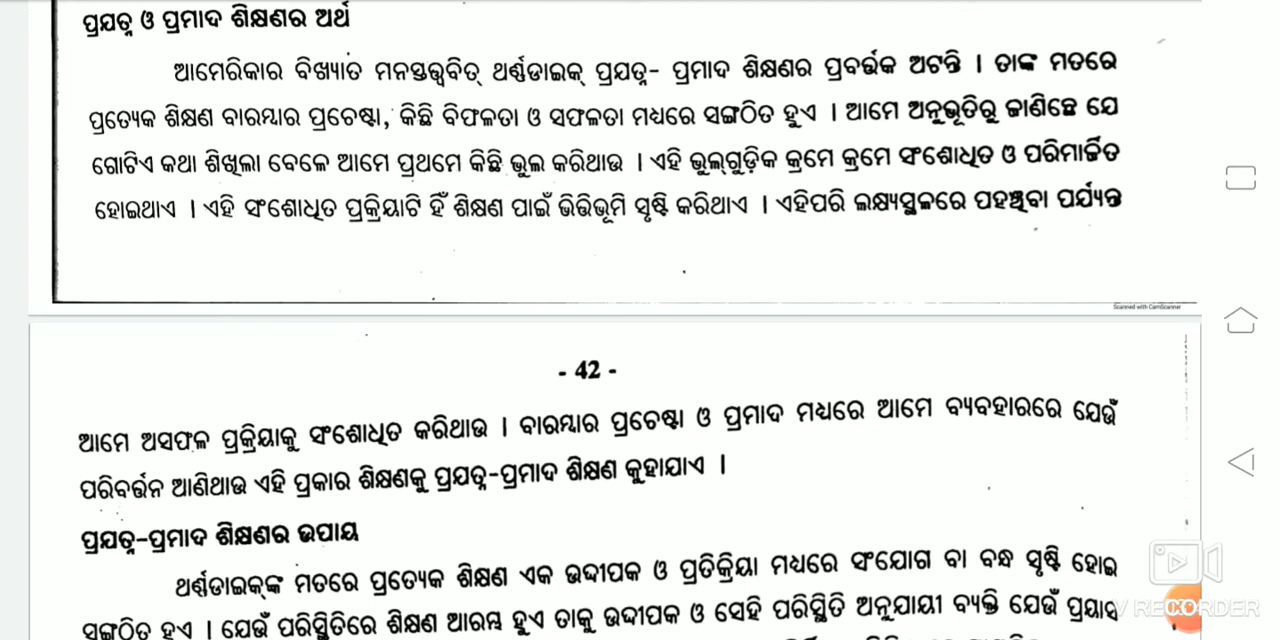 ପ୍ରଯତ୍ନ ଓ ପ୍ରମାଦ ଶିକ୍ଷଣର ଅର୍ଥ
ଆମେରିକାର ବିଖ୍ୟାତ ମନସ୍ତତ୍ତ୍ୱବିତ୍ ଥର୍ଣ୍ଣଡାଇକ୍ ପ୍ରଯତ୍ନ- ପ୍ରମାଦ ଶିକ୍ଷଣର ପ୍ରବର୍ତ୍ତକ ଅଟନ୍ତି । ତାଙ୍କ ମତରେ
ପ୍ରତ୍ୟେକ ଶିକ୍ଷଣ ବାରମ୍ବାର ପ୍ରଚେଷ୍ଟା, କିଛି ବିଫଳତା ଓ ସଫଳତା ମଧ୍ୟରେ ସଙ୍ଗଠିତ ହୁଏ । ଆମେ ଅନୁଭୂତିରୁ ଜାଣିଛେ ଯେ
ଗୋଟିଏ କଥା ଶିଖିଲା ବେଳେ ଆମେ ପ୍ରଥମେ କିଛି ଭୁଲ କରିଥାଉ । ଏହି ଭୁଲ୍‌ଗୁଡ଼ିକ କ୍ରମେ କ୍ରମେ ସଂଶୋଧିତ ଓ ପରିମାର୍ଜିତ
ହୋଇଥାଏ । ଏହି ସଂଶୋଧିତ ପ୍ରକ୍ରିୟାଟି ହିଁ ଶିକ୍ଷଣ ପାଇଁ ଭିତ୍ତିଭୂମି ସୃଷ୍ଟି କରିଥାଏ । ଏହିପରି ଲକ୍ଷ୍ୟସ୍ଥଳରେ ପହଞ୍ଚିବା ପର୍ଯ୍ୟନ୍ତ
Scanned with CamScanner
- 42 -
ଆମେ ଅସଫଳ ପ୍ରକ୍ରିୟାକୁ ସଂଶୋଧିତ କରିଥାଉ । ବାରମ୍ବାର ପ୍ରଚେଷ୍ଟା ଓ ପ୍ରମାଦ ମଧ୍ୟରେ ଆମେ ବ୍ୟବହାରରେ ଯେଉଁ
ପରିବର୍ତ୍ତନ ଆଣିଥାଉ ଏହି ପ୍ରକାର ଶିକ୍ଷଣକୁ ପ୍ରଯତ୍ନ-ପ୍ରମାଦ ଶିକ୍ଷଣ କୁହାଯାଏ ।
ପ୍ରଯତ୍ନ-ପ୍ରମାଦ ଶିକ୍ଷଣର ଉପାୟ
ଥର୍ଣ୍ଣଡାଇକ୍‌ଙ୍କ ମତରେ ପ୍ରତ୍ୟେକ ଶିକ୍ଷଣ ଏକ ଉଦ୍ଦୀପକ ଓ ପ୍ରତିକ୍ରିୟା ମଧ୍ୟରେ ସଂଯୋଗ ବା ବନ୍ଧ ସୃଷ୍ଟି ହୋଇ
ସଙ୍ଗଠିତ ହୁଏ । ଯେଉଁ ପରିସ୍ଥିତିରେ ଶିକ୍ଷଣ ଆରମ୍ଭ ହୁଏ ତାକୁ ଉଦ୍ଦୀପକ ଓ ସେହି ପରିସ୍ଥିତି ଅନୁଯାୟୀ ବ୍ୟକ୍ତି ଯେଉଁ ପ୍ରୟାସ
V RECORDER